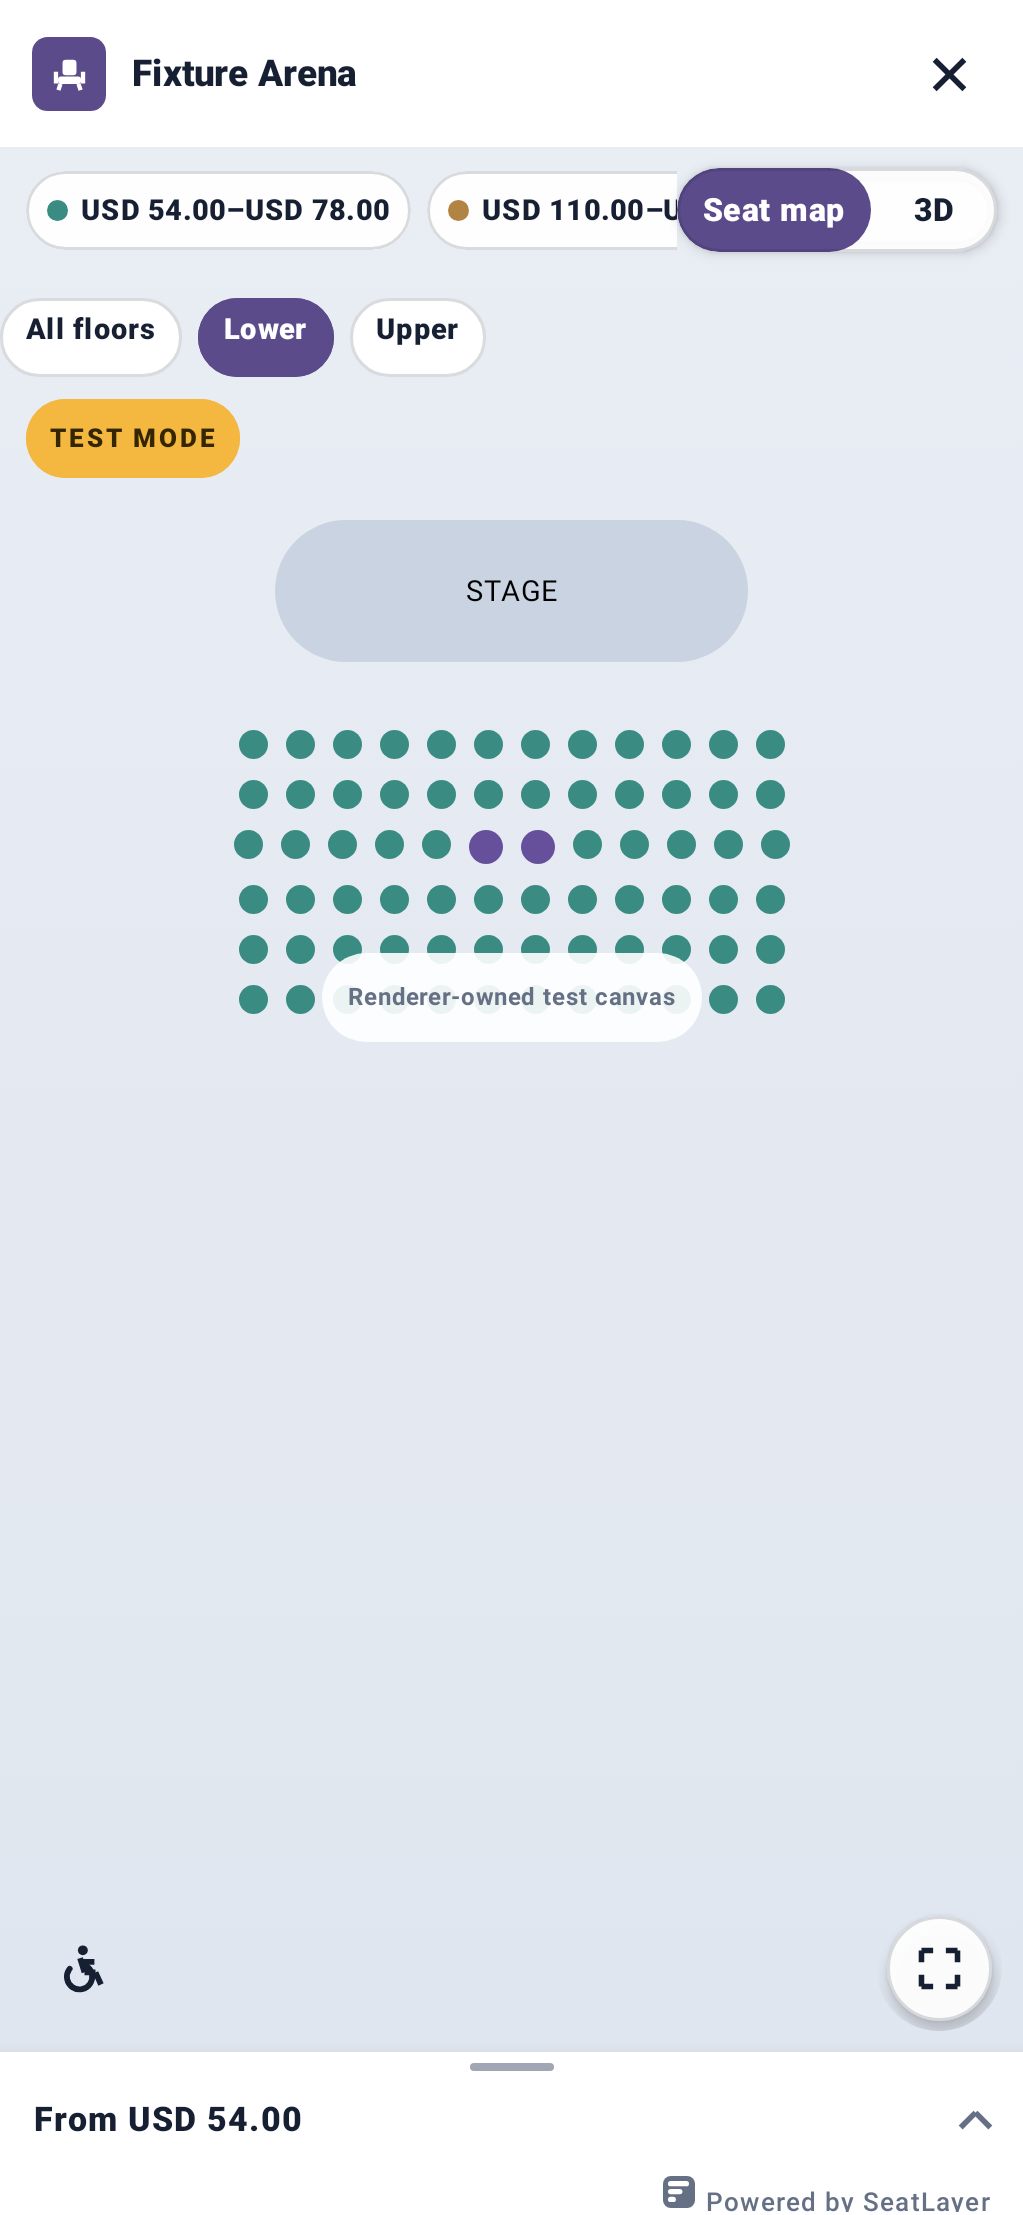 Fixture Arena
USD 54.00–USD 78.00
USD 110.00–U
Seat map
3D
All floors
Lower
Upper
TEST MODE
STAGE
Renderer-owned test canvas
From USD 54.00
Powered by SeatLayer